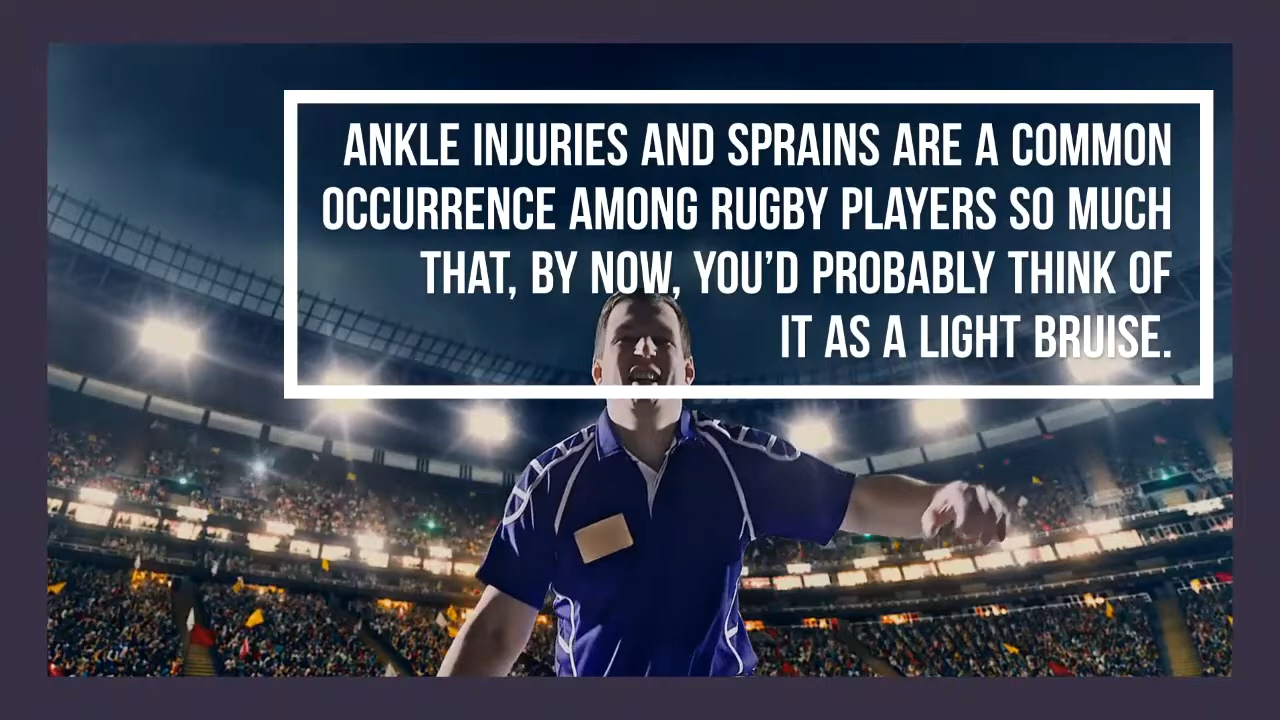 ANKLE INJURIES AND SPRAINS ARE A COMMON
OCCURRENCE AMONG RUGBY PLAYERS SO MUCH
THAT, BY NOW, YOU'D PROBABLY THINK OF
IT AS A LIGHT BRUISE.